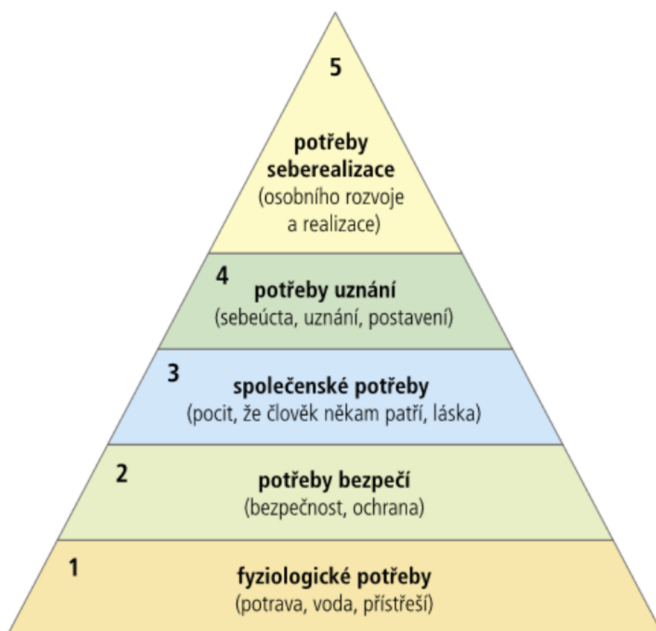 5
potřeby
seberealizace
(osobního rozvoje
a realizace)
4
potřeby uznání
(sebeúcta, uznání, postavení)
3
společenské potřeby
(pocit, že člověk někam patří, láska)
2
potřeby bezpečí
(bezpečnost, ochrana)
1
fyziologické potřeby
(potrava, voda, přístřeší)